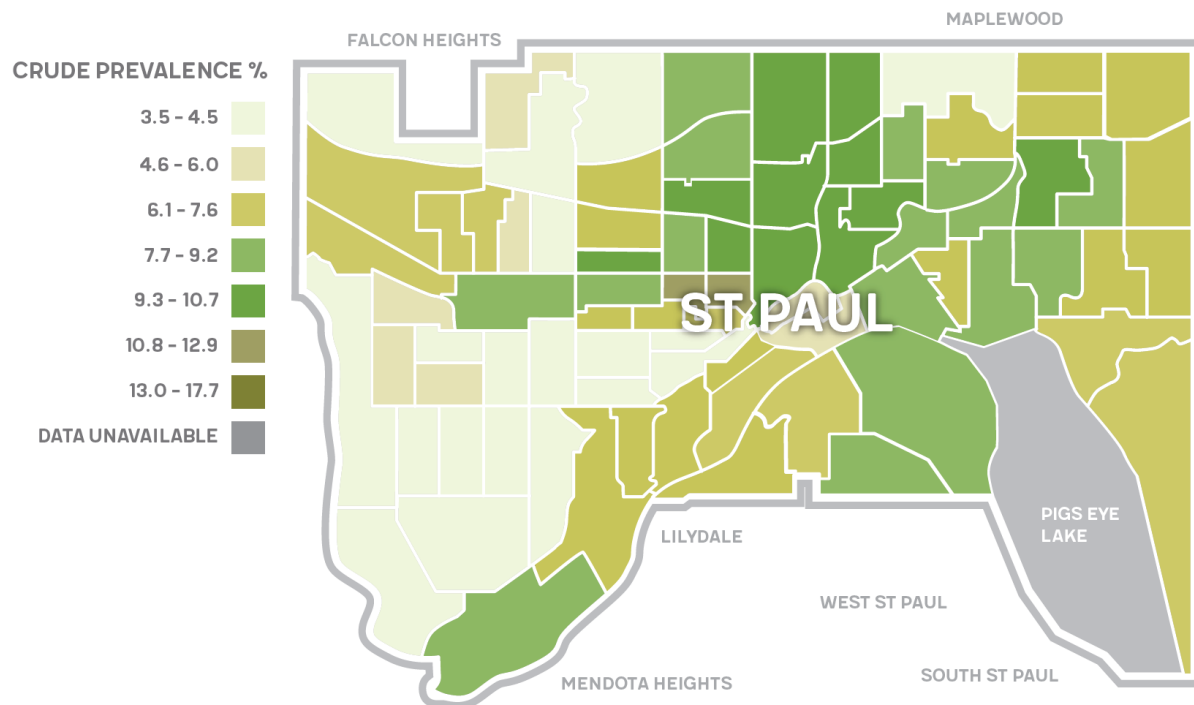 MAPLEWOOD
FALCON HEIGHTS
CRUDE PREVALENCE %
3.5 – 4.5
4.6 – 6.0
6.1 – 7.6
7.7 – 9.2
9.3 – 10.7
10.8 – 12.9
13.0 – 17.7
DATA UNAVAILABLE
ST PAUL
PIGS EYE
LAKE
LILYDALE
WEST ST PAUL
SOUTH ST PAUL
MENDOTA HEIGHTS